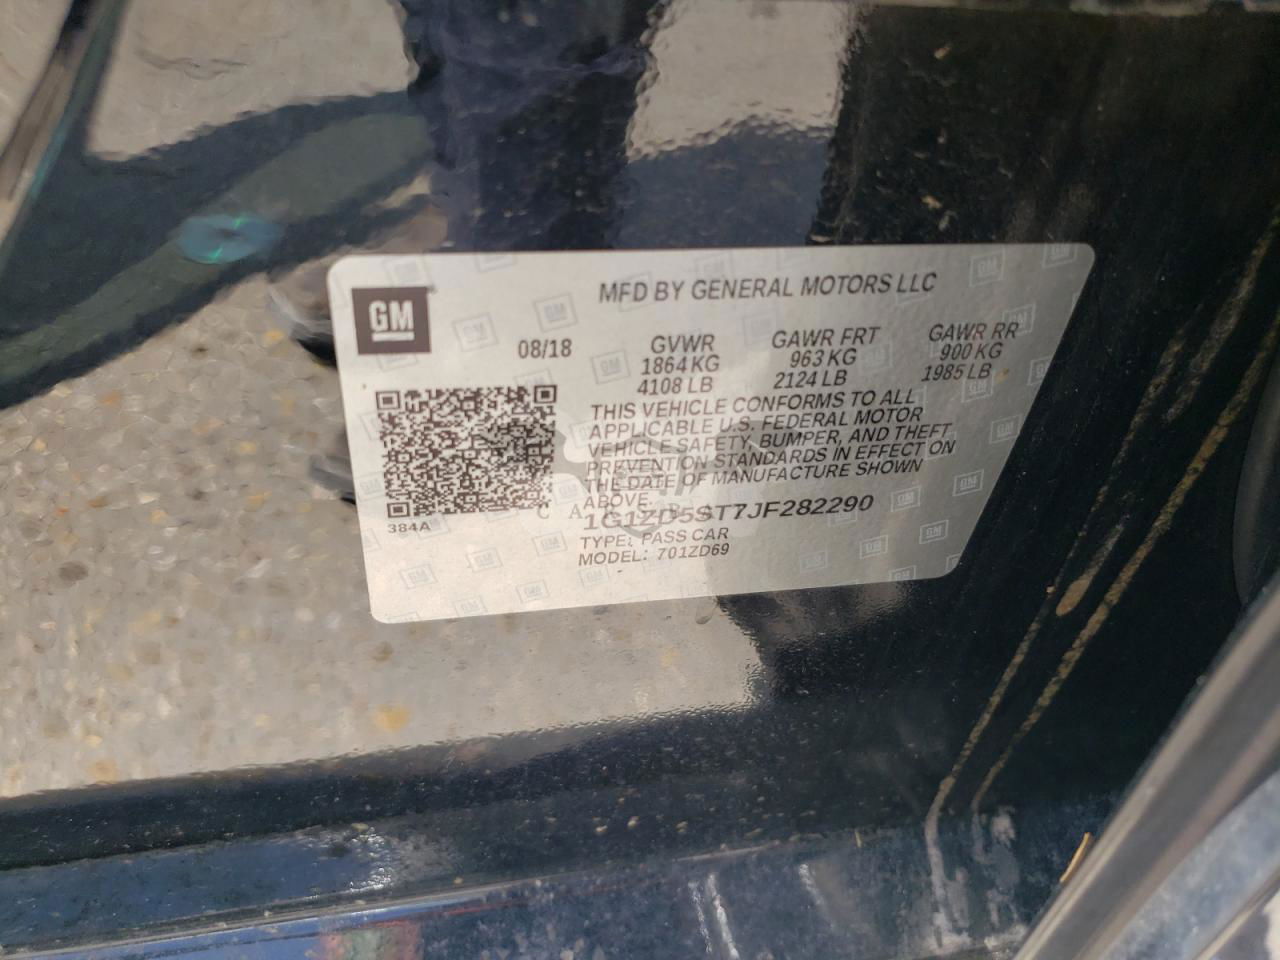 GM
MFD BY GENERAL MOTORS LLC
08/18
GVWR
1864 KG
4108 LB
GAWR FRT
963 KG
2124 LB
GAWR RR
900 KG
1985 LB
THIS VEHICLE CONFORMS TO ALL
APPLICABLE U.S. FEDERAL MOTOR
VEHICLE SAFETY, BUMPER, AND THEFT
PREVENTION STANDARDS IN EFFECT ON
THE DATE OF MANUFACTURE SHOWN
ABOVE.
384A
1G1ZD5ST7JF282290
TYPE: PASS CAR
MODEL: 701ZD69